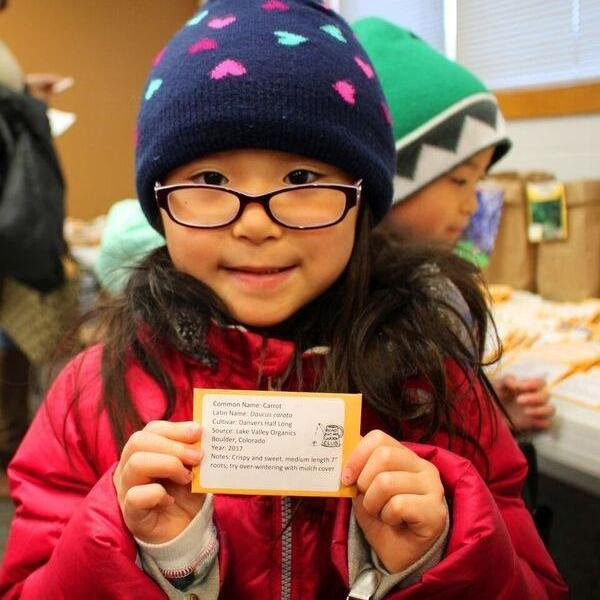 Common Name: Carrot
Latin Name: Daucus carota
Cultivar: Danvers Half Long
Source: Lake Valley Organics
Boulder, Colorado
Year: 2017
Notes: Crispy and sweet, medium length 7"
roots; try over-wintering with mulch cover
CLUB